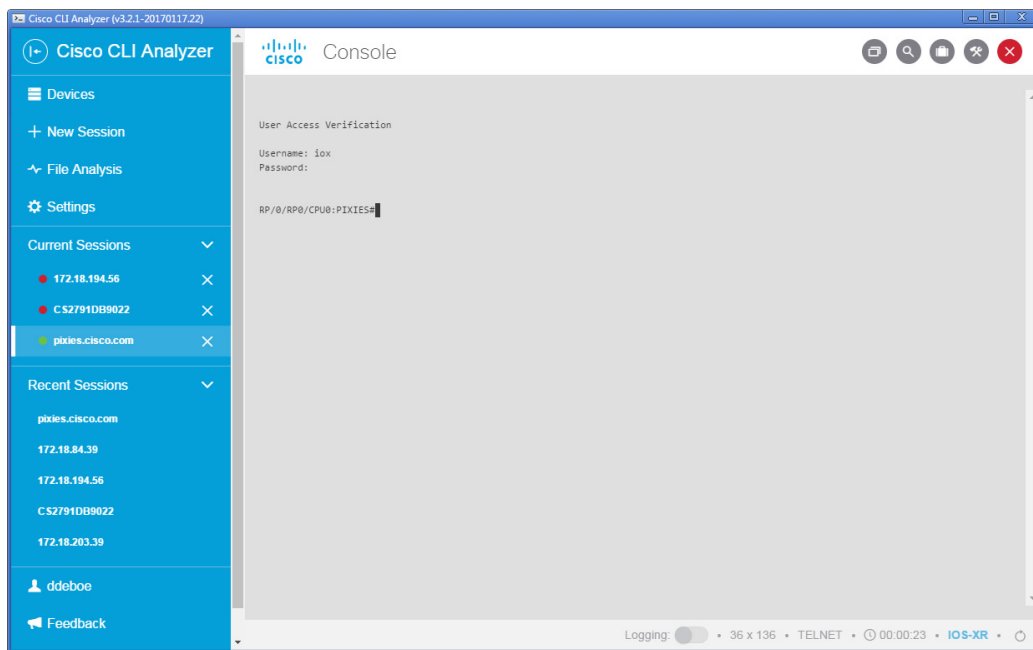 Cisco CLI Analyzer (v3.2.1-20170117.22)
Cisco CLI Analyzer
Devices
New Session
File Analysis
Settings
Current Sessions
172.18.194.56
CS2791DB9022
pixies.cisco.com
Recent Sessions
pixies.cisco.com
172.18.84.39
172.18.194.56
CS2791DB9022
172.18.203.39
ddeboe
Feedback
CISCO
Console
User Access Verification
Username: iox
Password:
RP/0/RP0/CPU0:PIXIES#
Logging: • 36 x 136 • TELNET • 00:00:23 • IOS-XR •